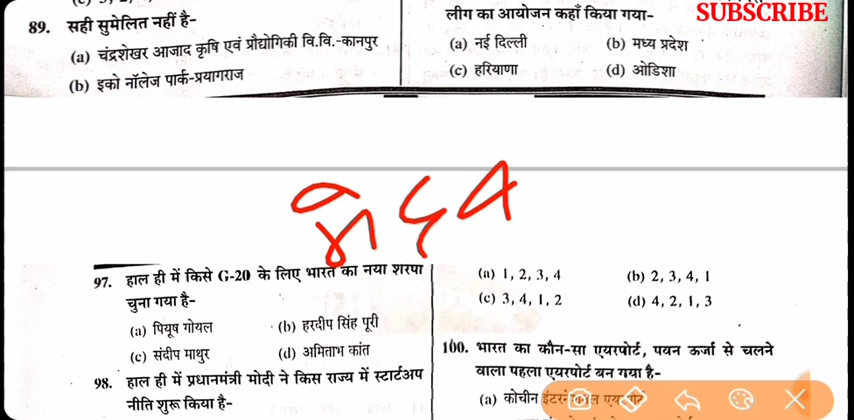 89. सही सुमेलित नहीं है-
(a) चंद्रशेखर आजाद कृषि एवं प्रौद्योगिकी वि.वि.-कानपुर
(b) इको नॉलेज पार्क-प्रयागराज
लीग का आयोजन कहाँ किया गया-
(a) नई दिल्ली (b) मध्य प्रदेश
(c) हरियाणा (d) ओडिशा
SUBSCRIBE
97. हाल ही में किसे G-20 के लिए भारत का नया शेरपा
चुना गया है-
(a) पियूष गोयल (b) हरदीप सिंह पूरी
(c) संदीप माथुर (d) अमिताभ कांत
98. हाल ही में प्रधानमंत्री मोदी ने किस राज्य में स्टार्टअप
नीति शुरू किया है-
(a) 1, 2, 3, 4 (b) 2, 3, 4, 1
(c) 3, 4, 1, 2 (d) 4, 2, 1, 3
100. भारत का कौन-सा एयरपोर्ट, पवन ऊर्जा से चलने
वाला पहला एयरपोर्ट बन गया है-
(a) कोचीन